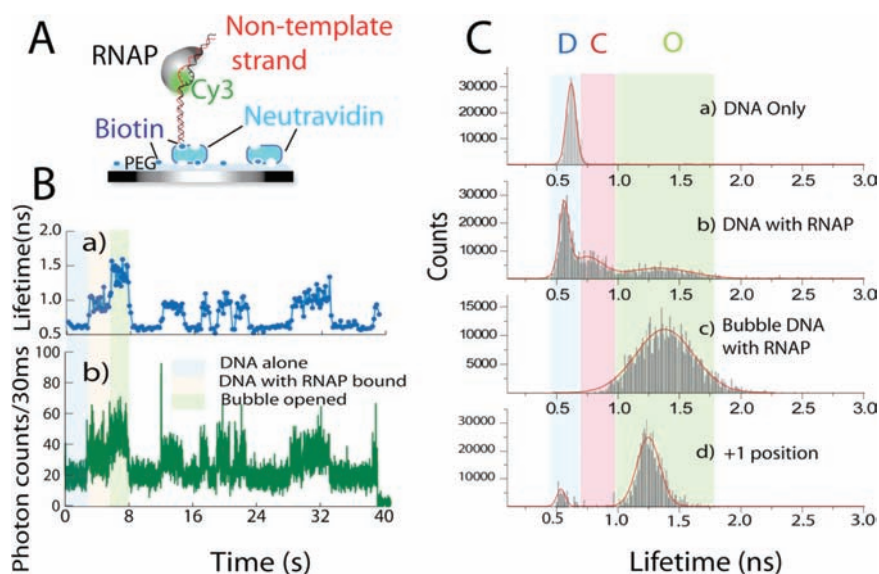 A
RNAP
Non-template
strand
Cy3
Biotin
Neutravidin
PEG
B
a)
Lifetime(ns)
2.0
1.5
1.0
0.5
b)
Photon counts/30ms
100
80
60
40
20
0
DNA alone
DNA with RNAP bound
Bubble opened
0 8 16 24 32 40
Time (s)
C
D C O
30000
20000
10000
a) DNA Only
0.5 1.0 1.5 2.0 2.5 3.0
30000
20000
10000
b) DNA with RNAP
Counts
0.5 1.0 1.5 2.0 2.5 3.0
15000
10000
5000
c) Bubble DNA
with RNAP
0.5 1.0 1.5 2.0 2.5 3.0
30000
20000
10000
d) +1 position
0.5 1.0 1.5 2.0 2.5 3.0
Lifetime (ns)